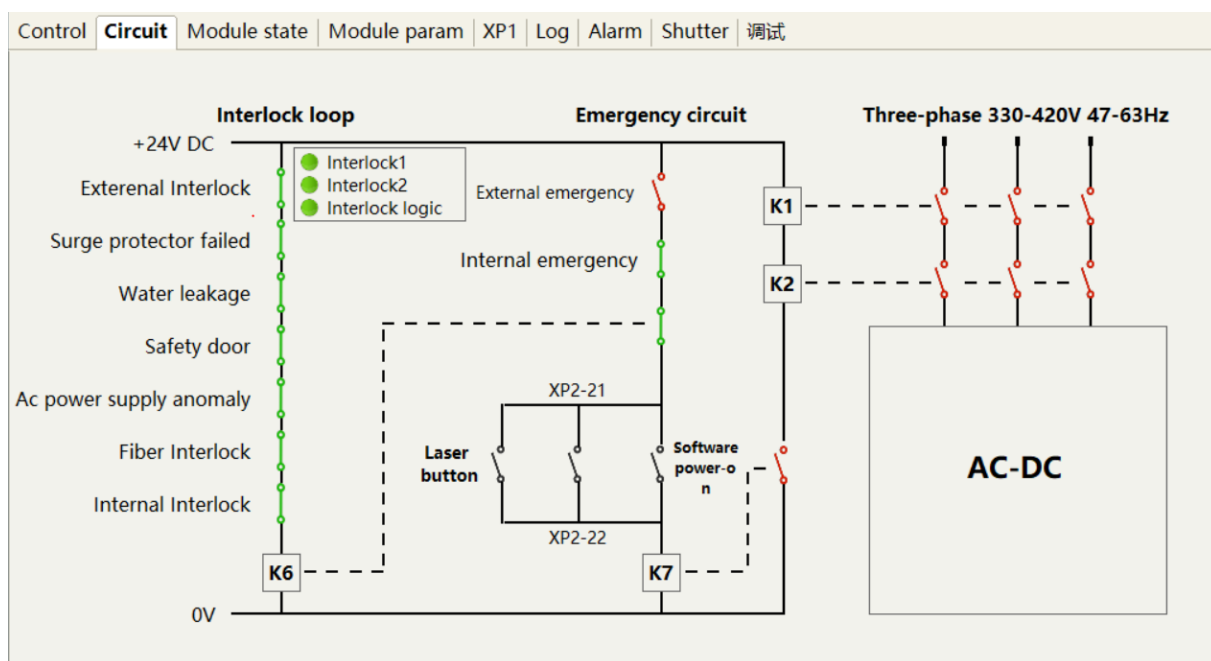 Control Circuit Module state Module param XP1 Log Alarm Shutter 调试
Interlock loop Emergency circuit Three-phase 330-420V 47-63Hz
+24V DC
Interlock1
Interlock2
Interlock logic
Exterenal Interlock
External emergency
K1
Surge protector failed
Internal emergency
K2
Water leakage
Safety door
XP2-21
Ac power supply anomaly
Fiber Interlock
Laser
button
Software
power-o
n
AC-DC
Internal Interlock
XP2-22
K6
K7
0V